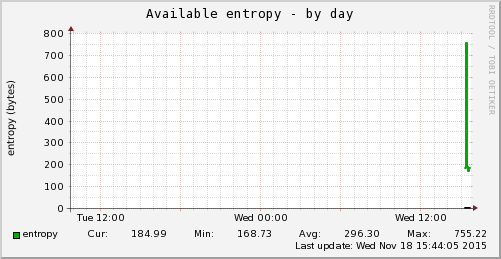 Available entropy - by day
RRDTOOL / TOBI OETIKER
entropy (bytes)
800
700
600
500
400
300
200
100
0
Tue 12:00 Wed 00:00 Wed 12:00
entropy Cur: 184.99 Min: 168.73 Avg: 296.30 Max: 755.22
Last update: Wed Nov 18 15:44:05 2015